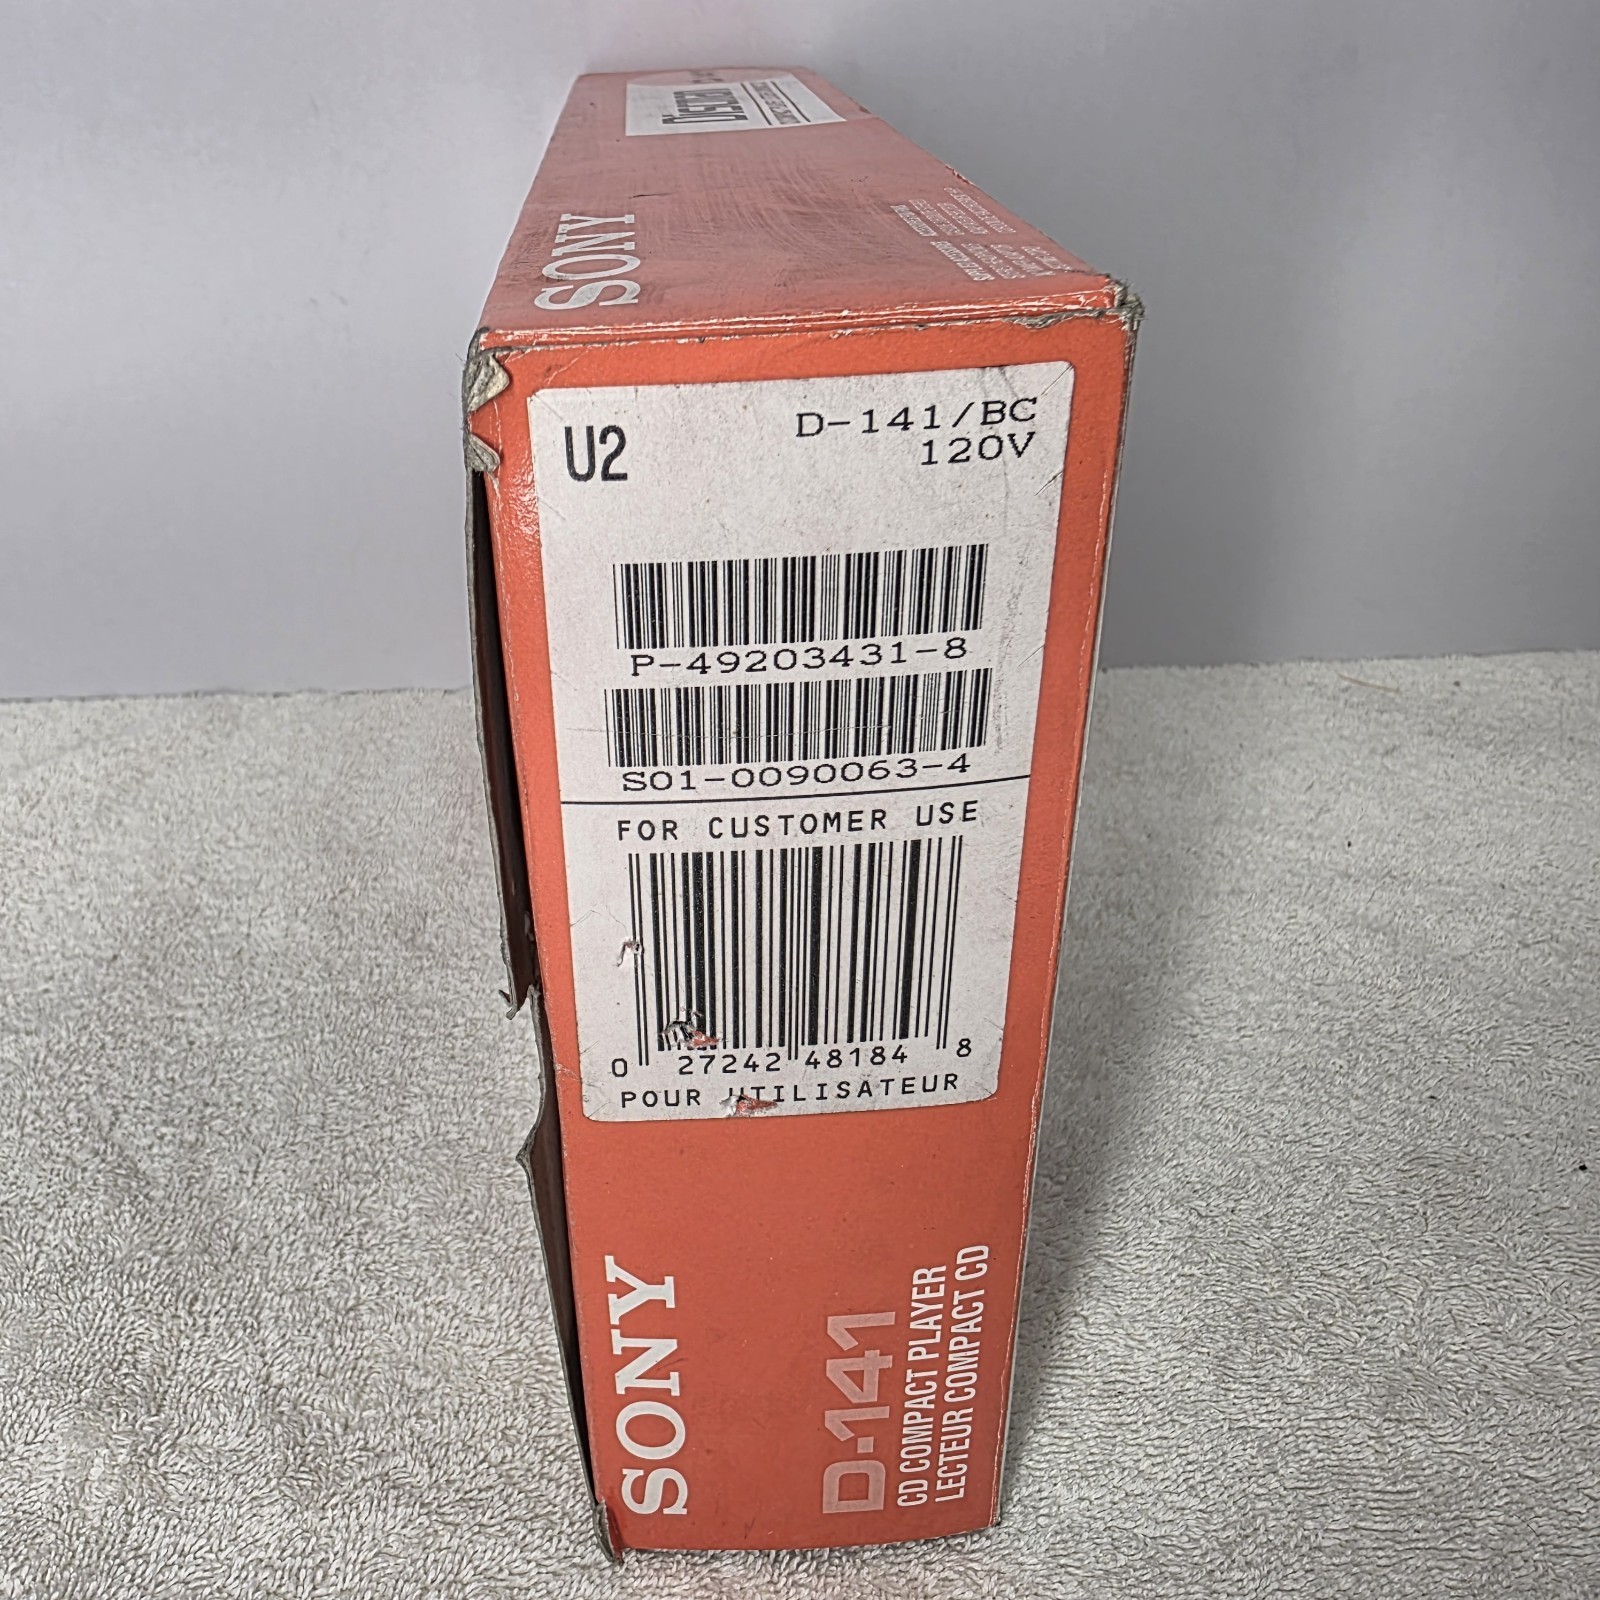 Discman
SONY
U2
D-141/BC
120V
P-49203431-8
S01-0090063-4
FOR CUSTOMER USE
0 27242 48184 8
POUR UTILISATEUR
SONY
D-141
CD COMPACT PLAYER
LECTEUR COMPACT CD